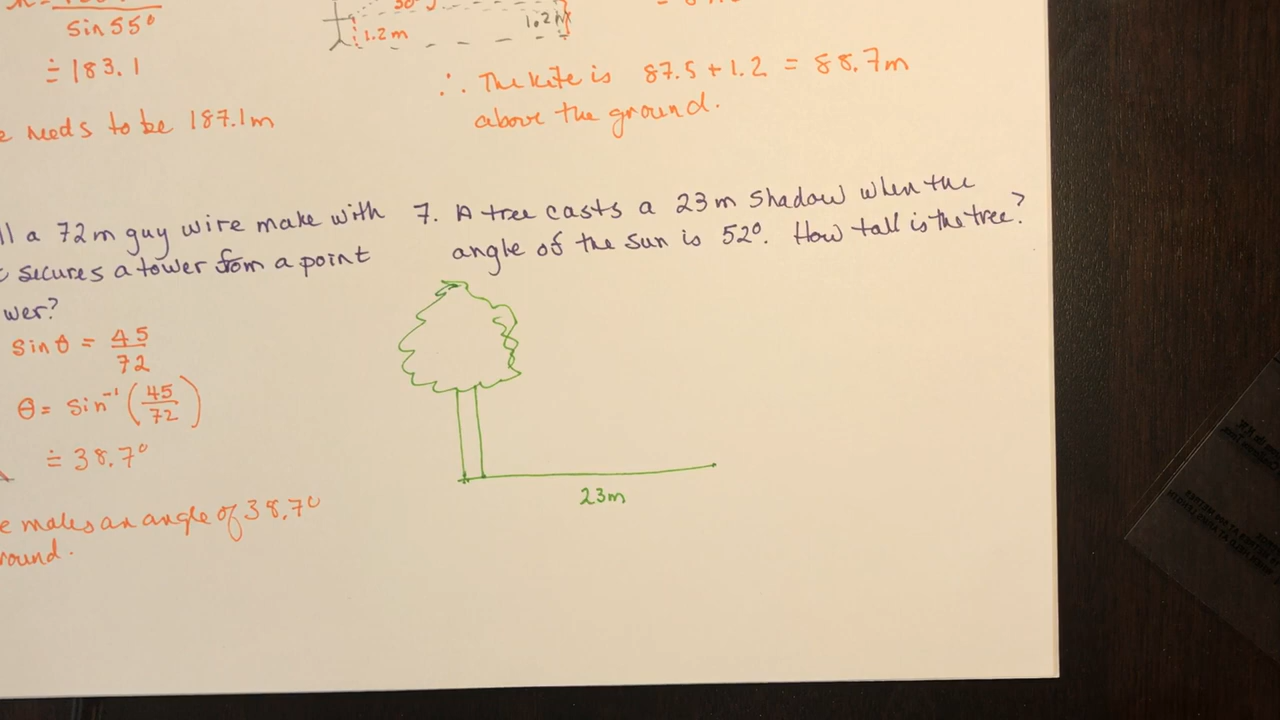 sin 55°
≐ 183.1
needs to be 187.1m
30°
1.2m
1.2m
∴ The kite is 87.5 + 1.2 = 88.7m
above the ground.
a 72m guy wire make with
secures a tower from a point
wer?
sin θ = 45/72
θ = sin⁻¹(45/72)
≐ 38.7°
makes an angle of 38.7°
round.
7. A tree casts a 23m shadow when the
angle of the sun is 52°. How tall is the tree?
23m